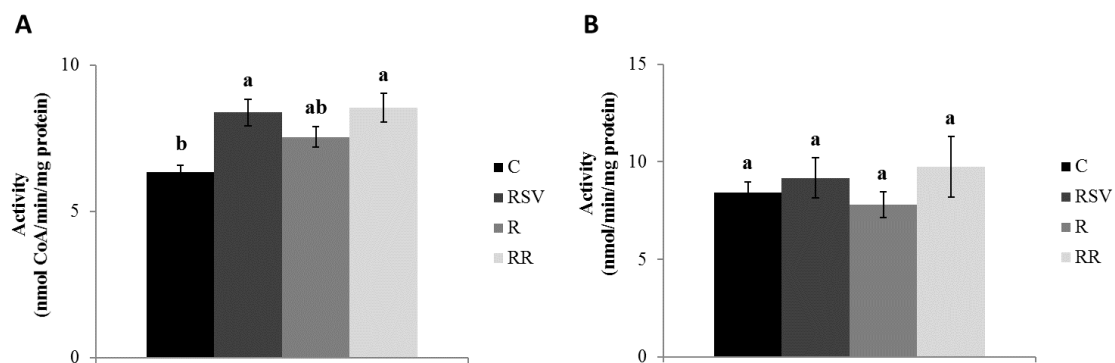 A
Activity
(nmol CoA/min/mg protein)
10
5
0
b
a
ab
a
C
RSV
R
RR
B
Activity
(nmol/min/mg protein)
15
10
5
0
a
a
a
a
C
RSV
R
RR